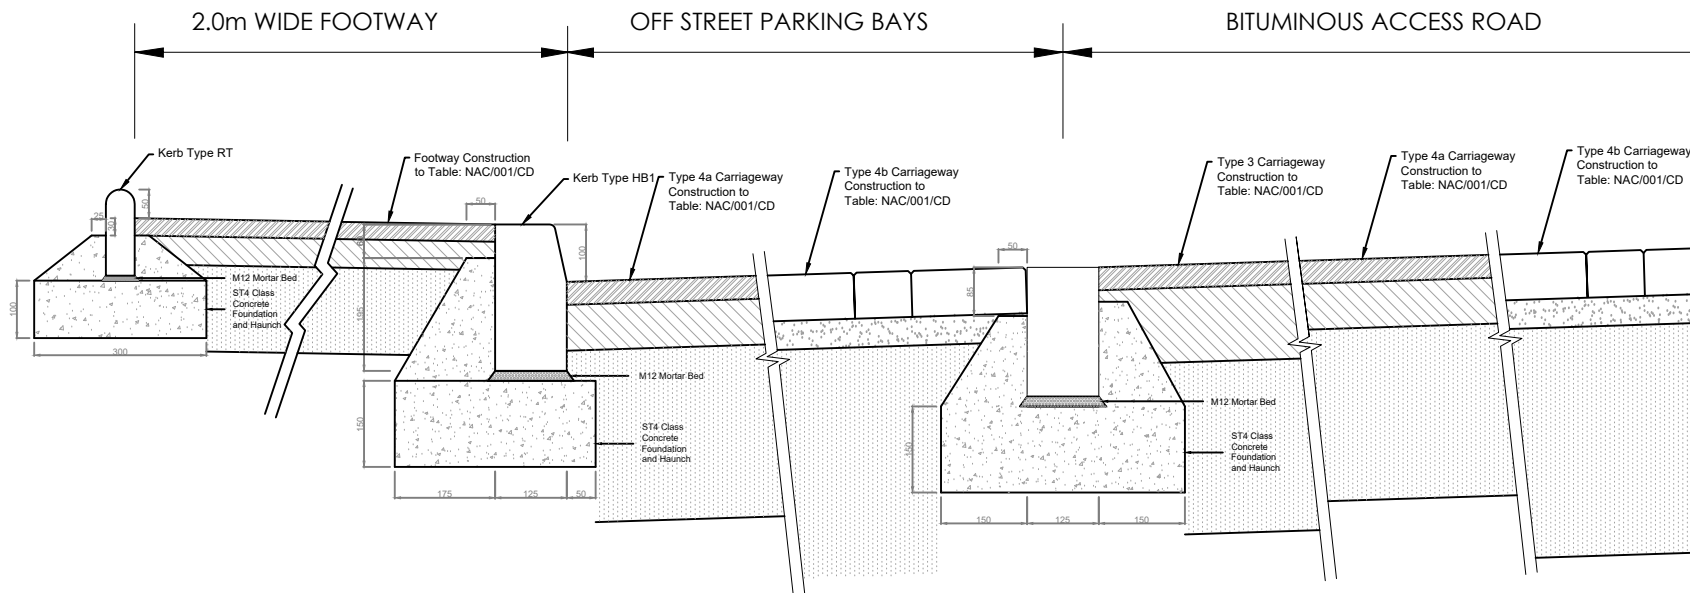 2.0m WIDE FOOTWAY
OFF STREET PARKING BAYS
BITUMINOUS ACCESS ROAD
Kerb Type RT
Footway Construction
to Table: NAC/001/CD
Kerb Type HB1
Type 4a Carriageway
Construction to
Table: NAC/001/CD
Type 4b Carriageway
Construction to
Table: NAC/001/CD
Type 3 Carriageway
Construction to
Table: NAC/001/CD
Type 4a Carriageway
Construction to
Table: NAC/001/CD
Type 4b Carriageway
Construction to
Table: NAC/001/CD
50
25
30
50
100
50
85
M12 Mortar Bed
ST4 Class
Concrete
Foundation
and Haunch
100
300
195
M12 Mortar Bed
150
ST4 Class
Concrete
Foundation
and Haunch
175
125
50
M12 Mortar Bed
150
ST4 Class
Concrete
Foundation
and Haunch
150
125
150